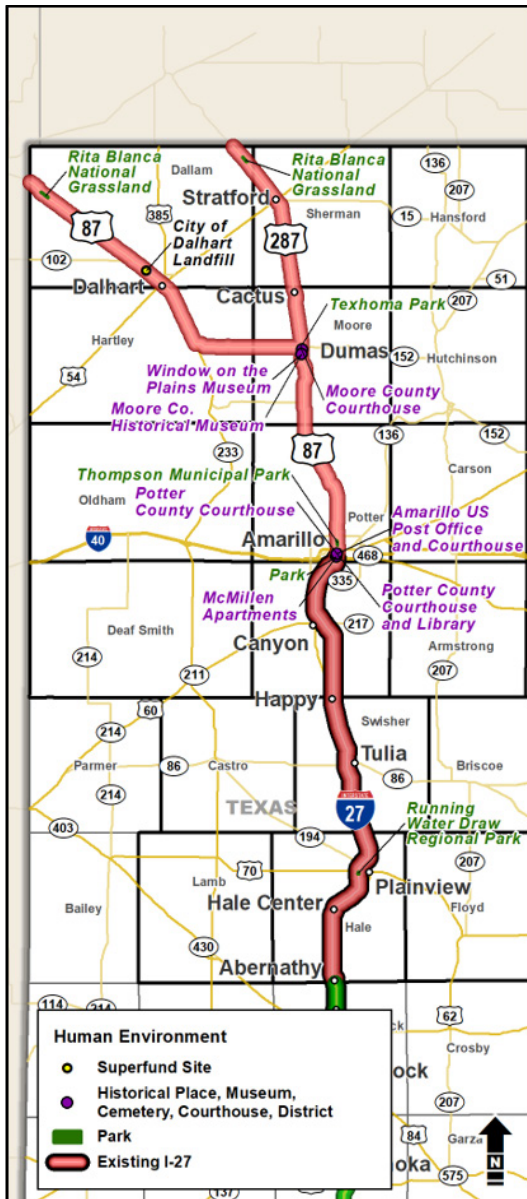 Rita Blanca
National
Grassland
Dallam
Rita Blanca
National
Grassland
136
207
Stratford
Sherman
15
Hansford
385
City of
Dalhart
Landfill
87
287
102
51
Dalhart
Cactus
207
Texhoma Park
Moore
Hartley
Dumas
152
Hutchinson
54
Window on the
Plains Museum
Moore County
Courthouse
Moore Co.
Historical Museum
136
152
87
233
Carson
Thompson Municipal Park
207
Oldham
Potter
County Courthouse
Potter
Amarillo US
Post Office
and Courthouse
40
Amarillo
468
Park
335
McMillen
Apartments
Potter County
Courthouse
and Library
217
Deaf Smith
Canyon
Armstrong
214
211
207
Happy
60
Swisher
214
Tulia
Parmer
86
Castro
86
Briscoe
214
TEXAS
INTERSTATE
27
Running
Water Draw
Regional Park
403
194
207
70
Plainview
Lamb
Hale Center
Floyd
Bailey
Hale
430
Abernathy
114
214
62
Human Environment
Superfund Site
Historical Place, Museum,
Cemetery, Courthouse, District
Park
Existing I-27
ck
Crosby
ock
207
84
Garza
oka
N
575
137